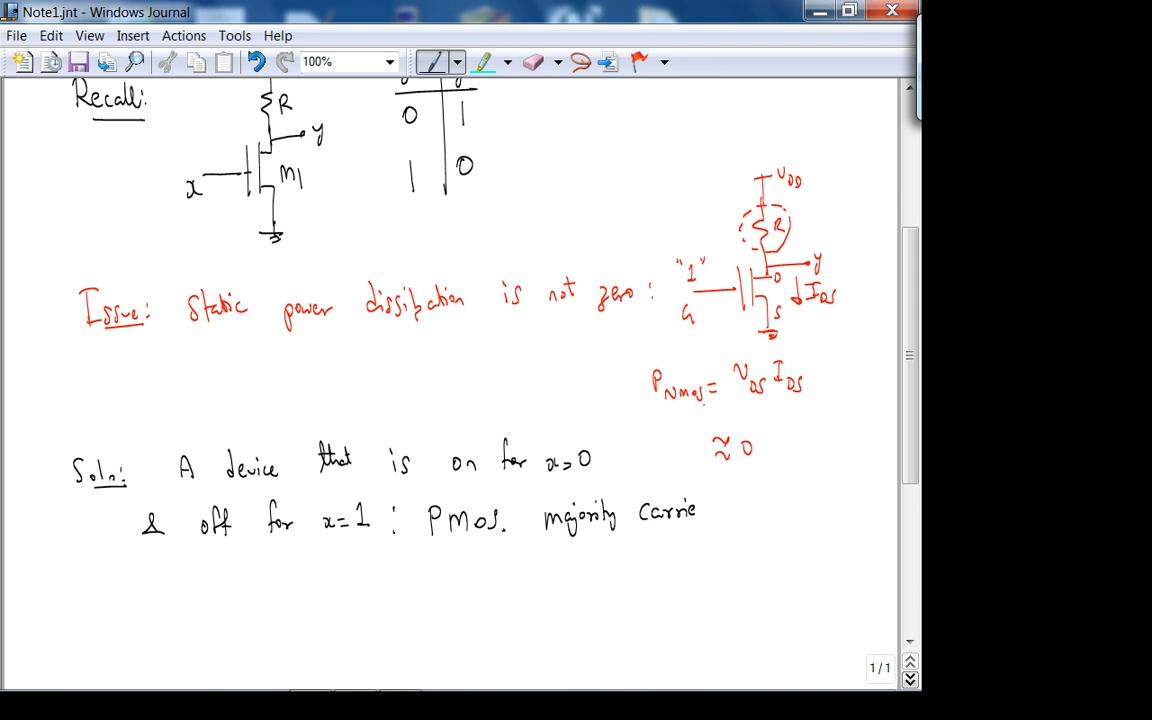 Note1.jnt - Windows Journal
File Edit View Insert Actions Tools Help
100%
Recall:
R
y
x
M1
0 1
1 0
VDD
R
y
"1"
D
IDS
G
S
Issue: Static power dissipation is not zero:
PNMOS = VDS IDS
≈ 0
Soln: A device that is on for x=0
& off for x=1 : PMOS. majority carrie
1/1